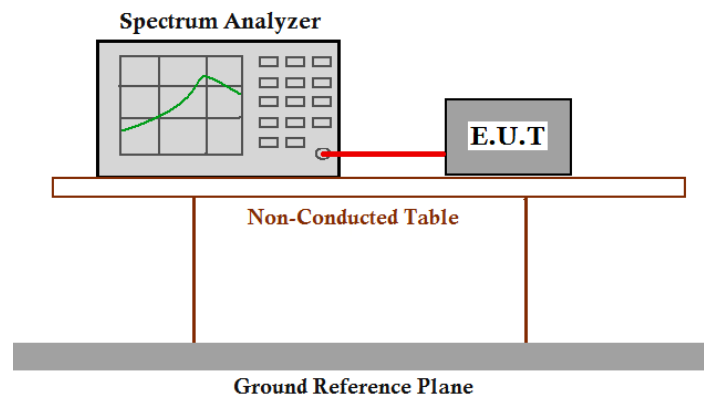 Spectrum Analyzer
E.U.T
Non-Conducted Table
Ground Reference Plane